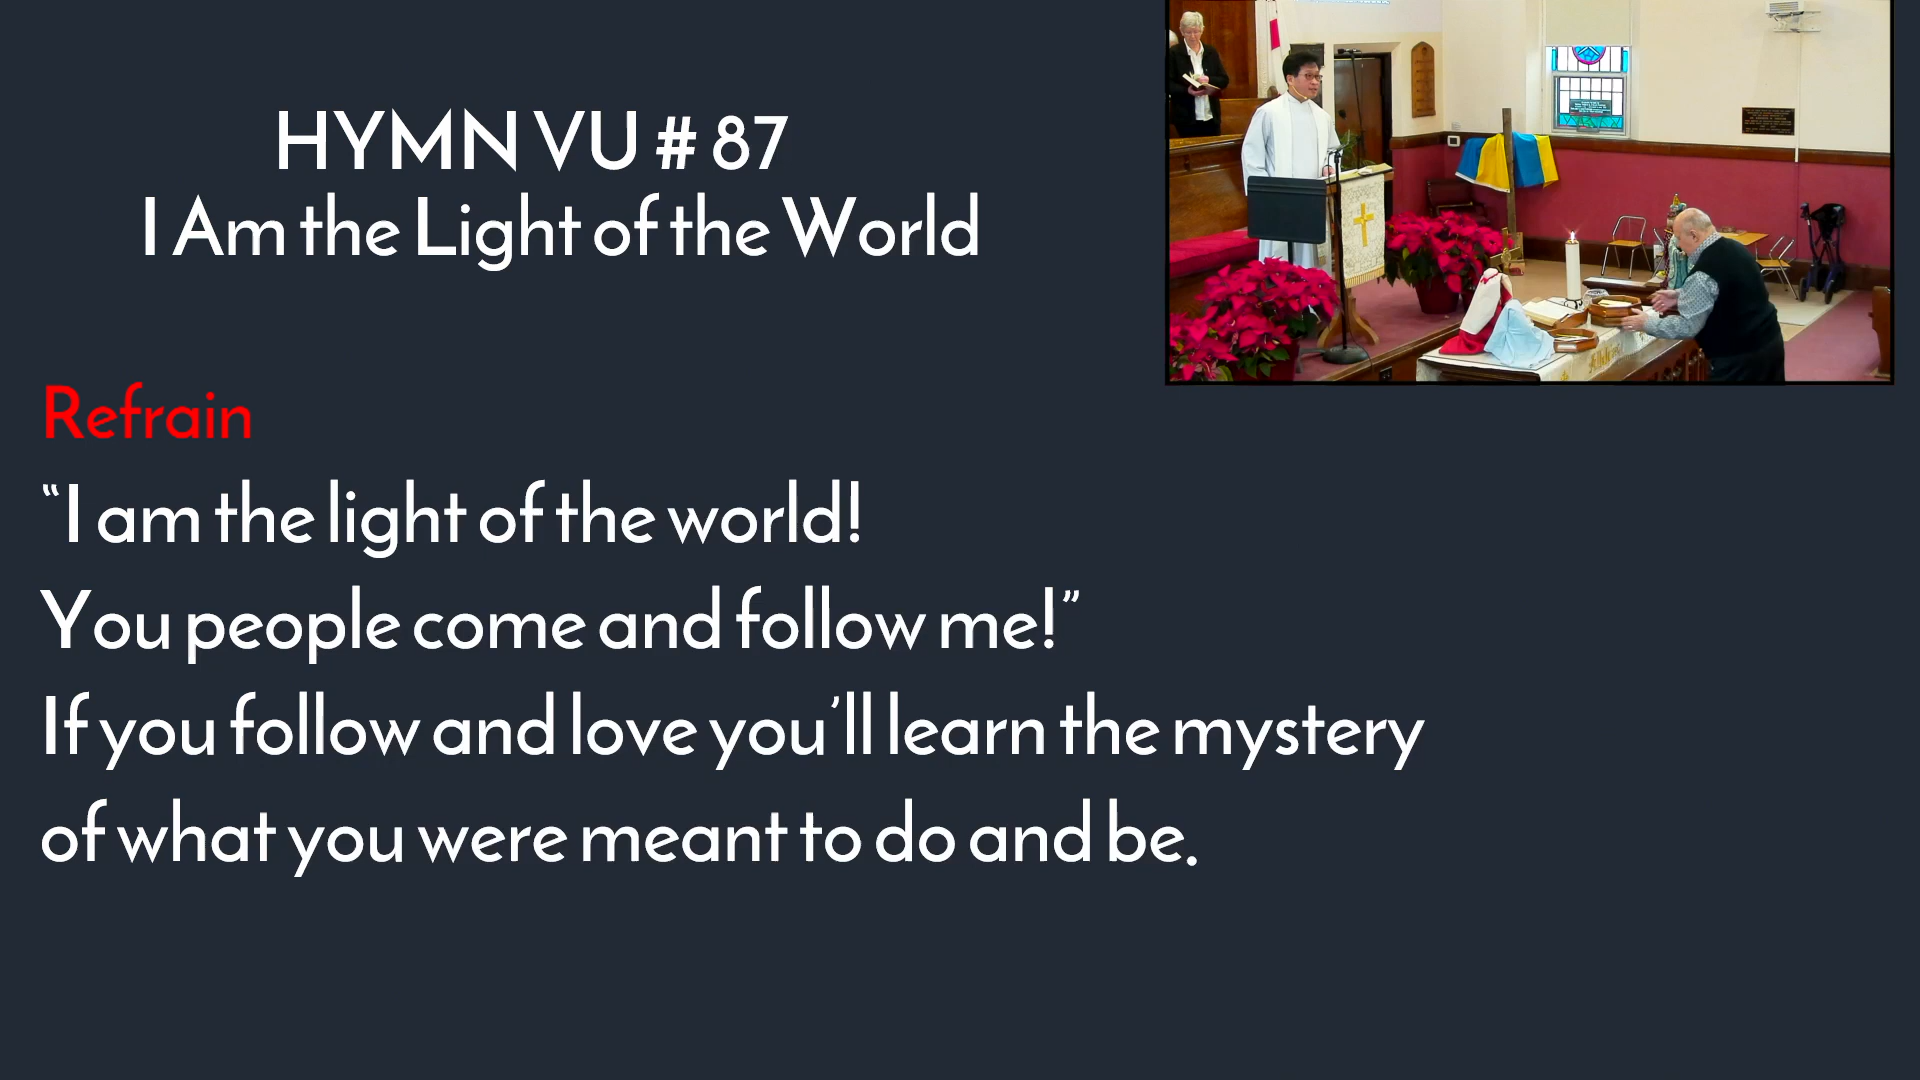 HYMN VU # 87
I Am the Light of the World
Refrain
“I am the light of the world!
You people come and follow me!”
If you follow and love you’ll learn the mystery
of what you were meant to do and be.